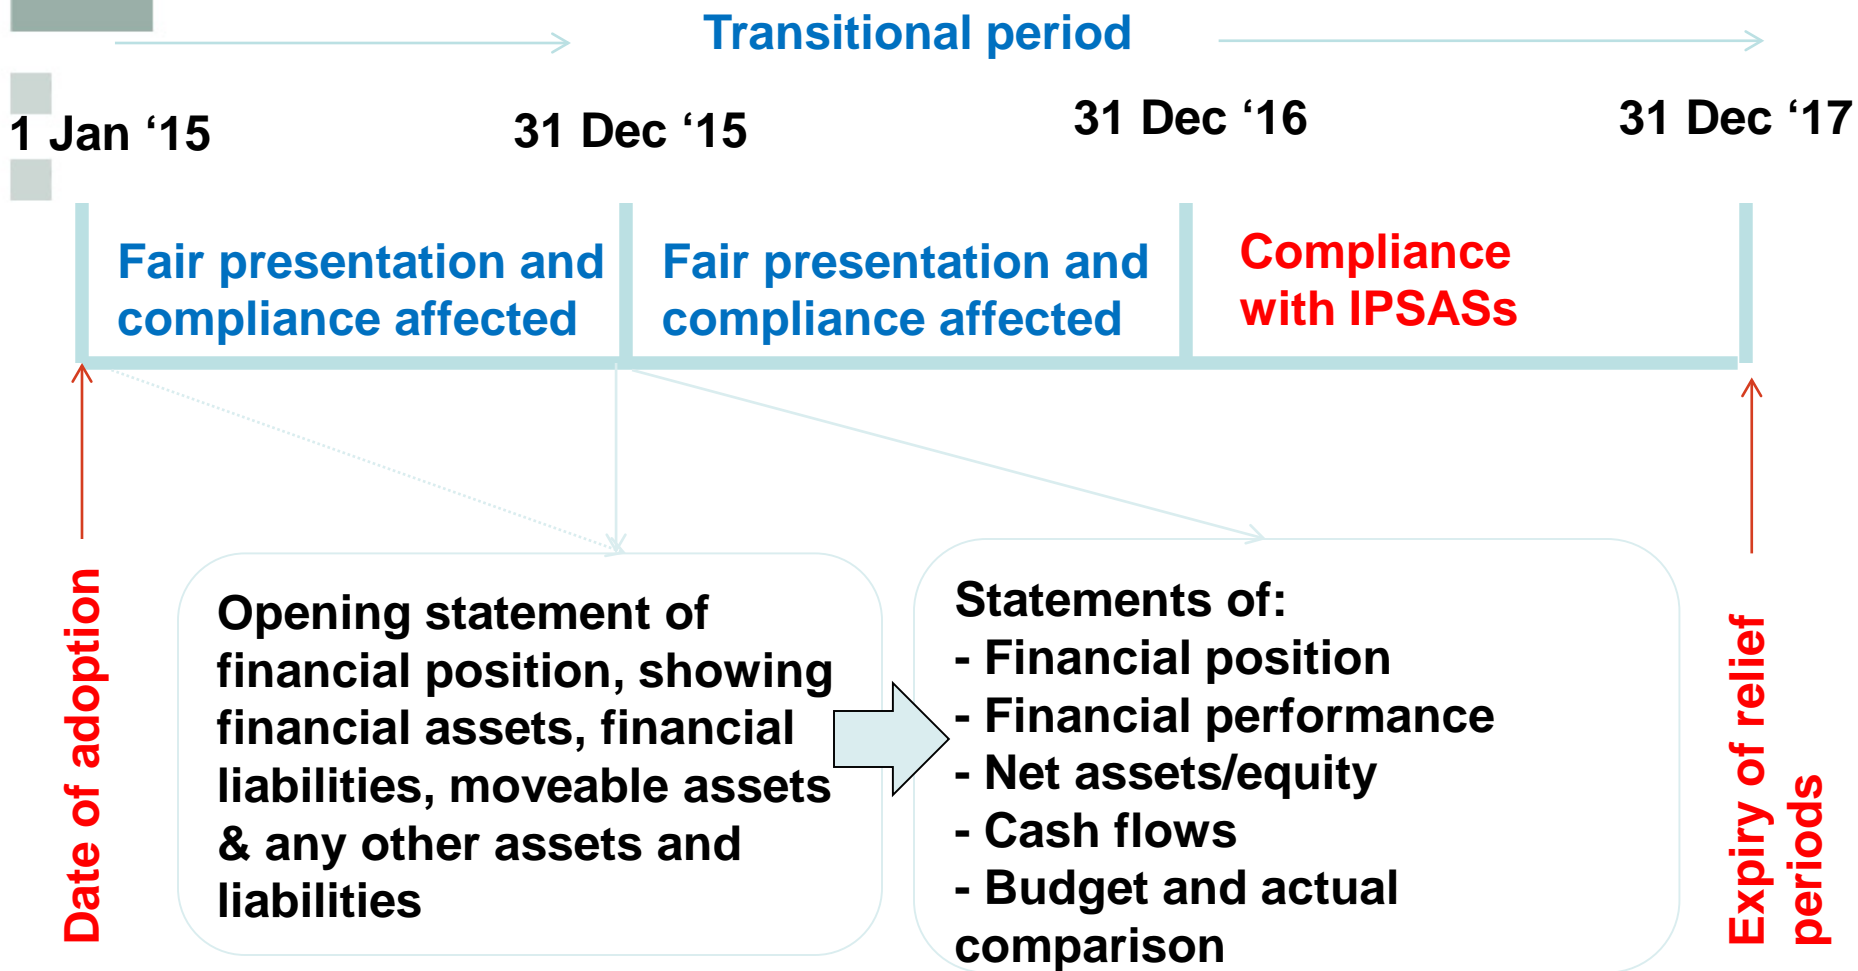 Transitional period
1 Jan ‘15
31 Dec ‘15
31 Dec ‘16
31 Dec ‘17
Fair presentation and
compliance affected
Fair presentation and
compliance affected
Compliance
with IPSASs
Date of adoption
Opening statement of
financial position, showing
financial assets, financial
liabilities, moveable assets
& any other assets and
liabilities
Statements of:
- Financial position
- Financial performance
- Net assets/equity
- Cash flows
- Budget and actual
comparison
Expiry of relief
periods